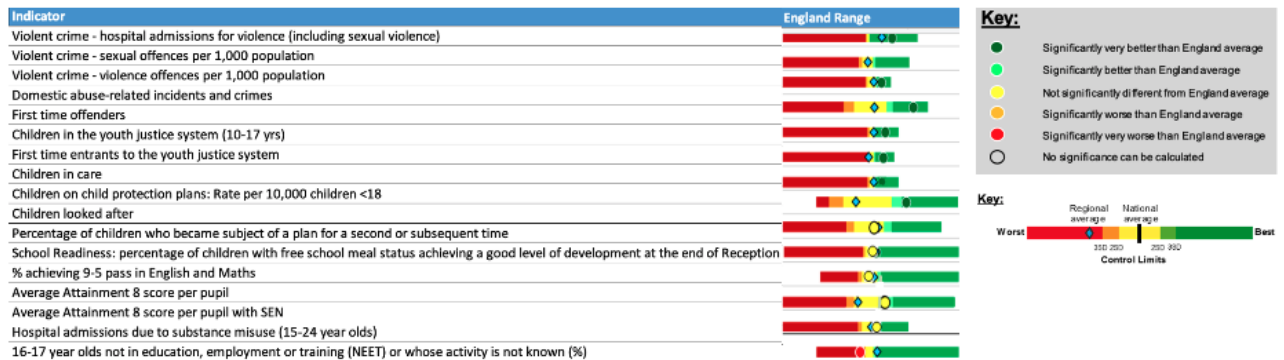 Indicator
England Range
Violent crime - hospital admissions for violence (including sexual violence)
Violent crime - sexual offences per 1,000 population
Violent crime - violence offences per 1,000 population
Domestic abuse-related incidents and crimes
First time offenders
Children in the youth justice system (10-17 yrs)
First time entrants to the youth justice system
Children in care
Children on child protection plans: Rate per 10,000 children <18
Children looked after
Percentage of children who became subject of a plan for a second or subsequent time
School Readiness: percentage of children with free school meal status achieving a good level of development at the end of Reception
% achieving 9-5 pass in English and Maths
Average Attainment 8 score per pupil
Average Attainment 8 score per pupil with SEN
Hospital admissions due to substance misuse (15-24 year olds)
16-17 year olds not in education, employment or training (NEET) or whose activity is not known (%)
Key:
Significantly very better than England average
Significantly better than England average
Not significantly different from England average
Significantly worse than England average
Significantly very worse than England average
No significance can be calculated
Key:
Regional average
National average
Worst
Best
Control Limits